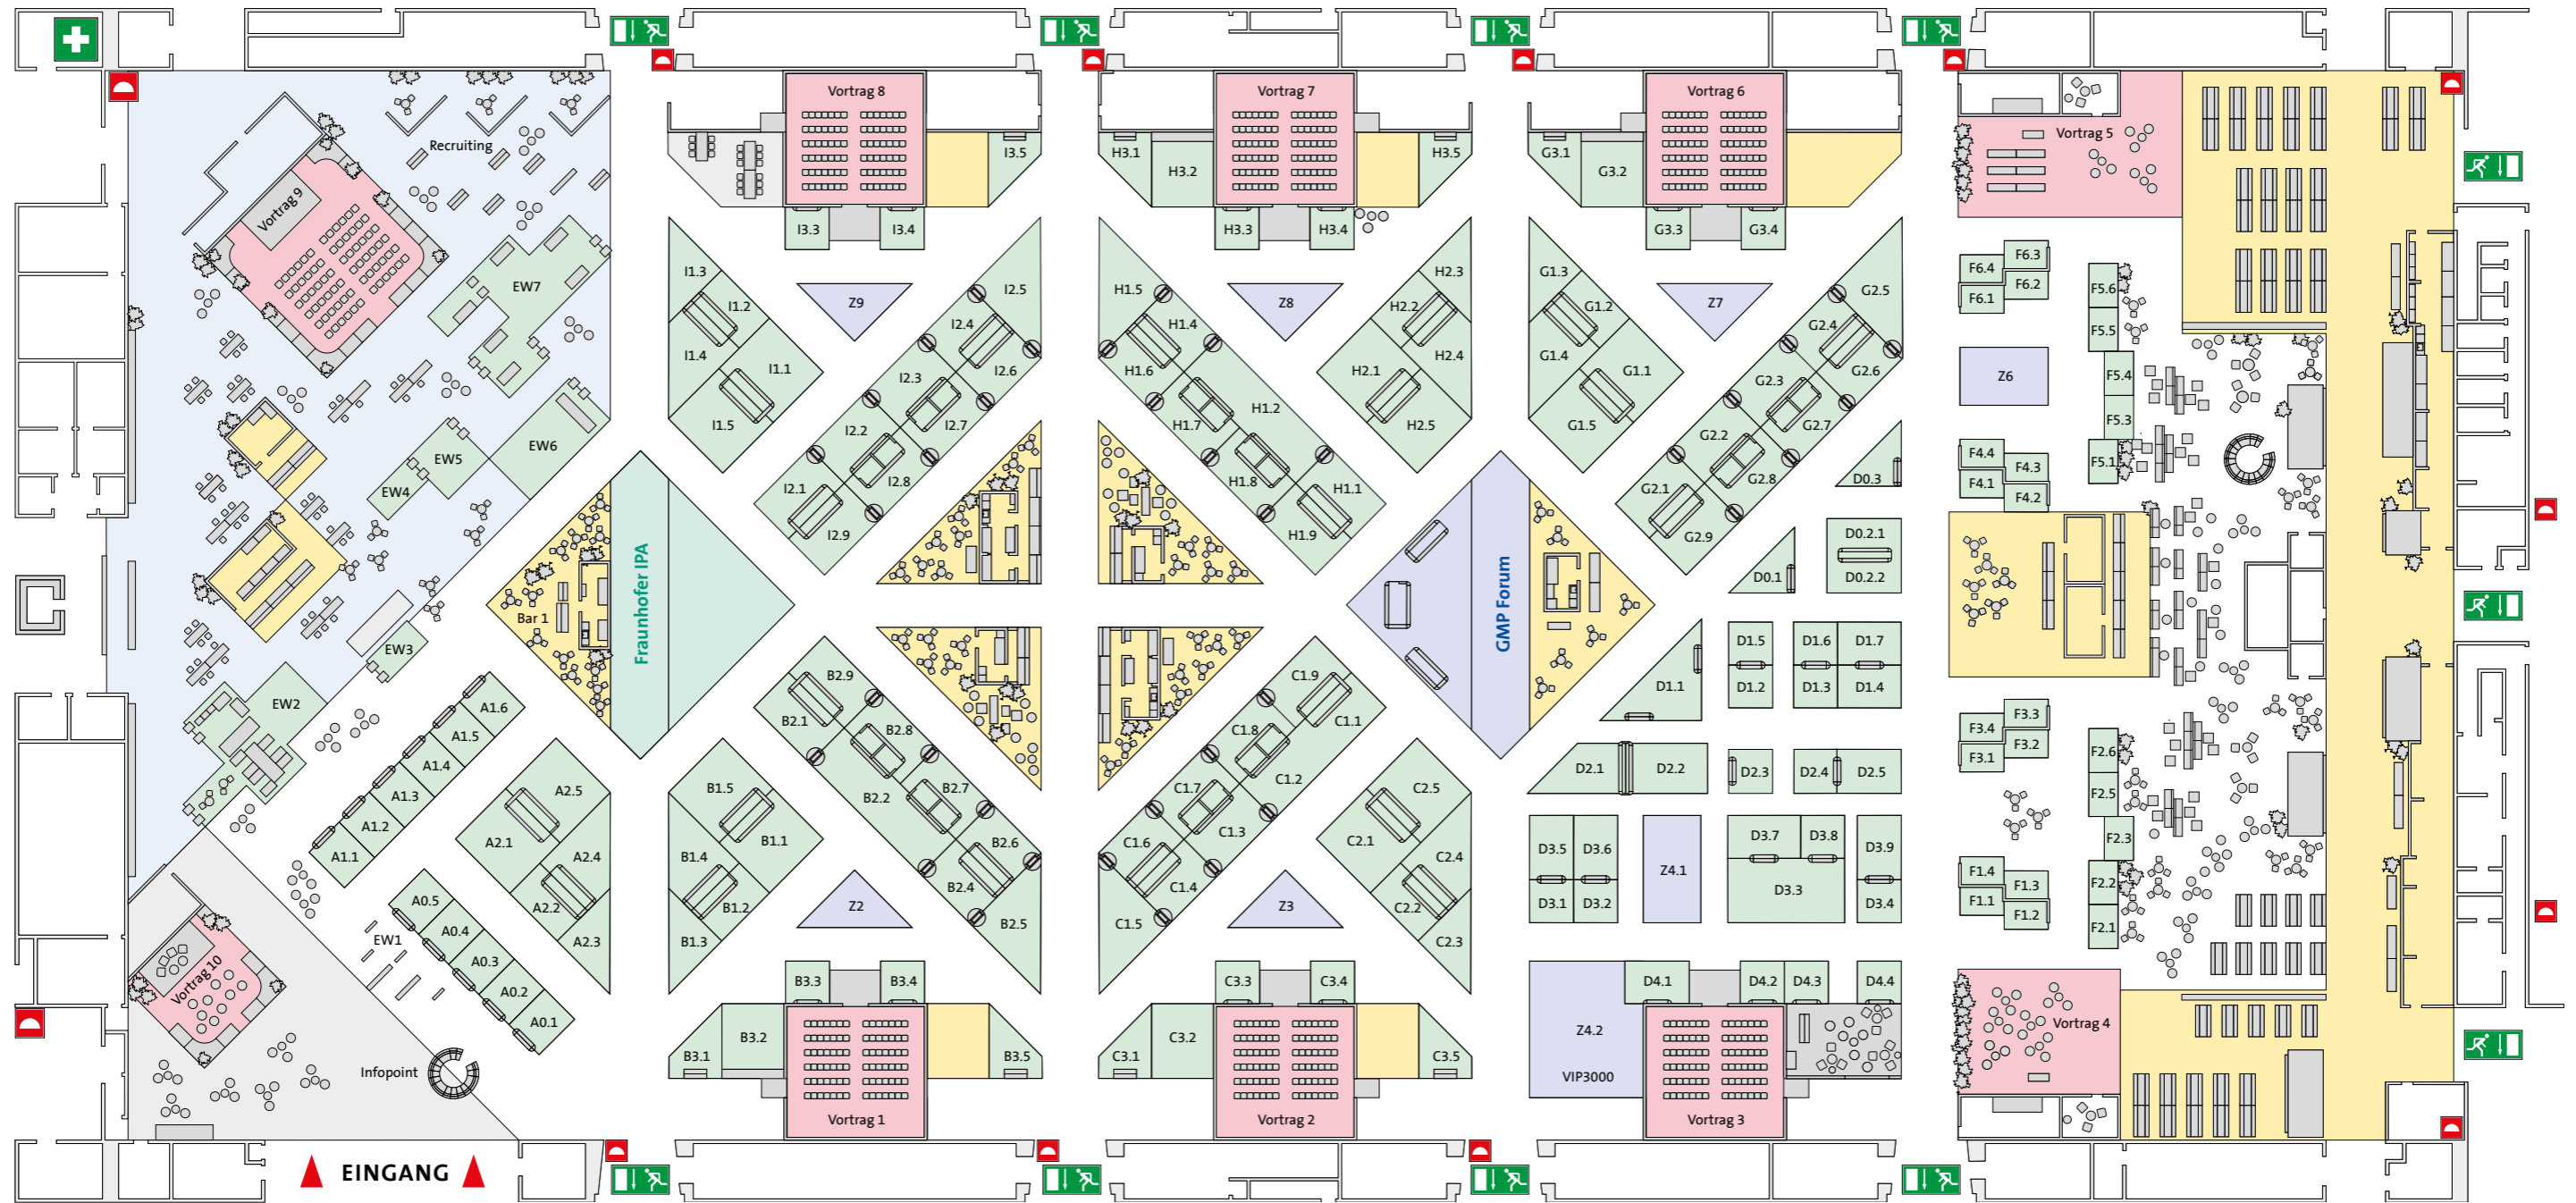 Vortrag 8
Vortrag 7
Vortrag 6
Vortrag 5
Recruiting
Vortrag 9
I3.5
H3.1
H3.2
H3.5
G3.1
G3.2
I3.3
I3.4
H3.3
H3.4
G3.3
G3.4
EW7
I1.3
I1.2
I1.4
I1.1
I1.5
Z9
I2.5
I2.4
I2.6
I2.3
I2.7
I2.2
I2.8
I2.1
I2.9
H1.5
H1.4
H1.6
H1.2
H1.7
H1.8
H1.1
H1.9
Z8
H2.3
H2.2
H2.4
H2.1
H2.5
G1.3
G1.2
G1.4
G1.1
G1.5
Z7
G2.5
G2.4
G2.6
G2.3
G2.7
G2.2
G2.8
G2.1
G2.9
F6.3
F6.4
F6.2
F6.1
F5.6
F5.5
F5.4
F5.3
F5.1
Z6
F4.4
F4.3
F4.1
F4.2
EW6
EW5
EW4
EW3
EW2
Bar 1
Fraunhofer IPA
GMP Forum
D0.3
D0.1
D0.2.1
D0.2.2
D1.5
D1.6
D1.7
D1.1
D1.2
D1.3
D1.4
D2.1
D2.2
D2.3
D2.4
D2.5
D3.5
D3.6
Z4.1
D3.7
D3.8
D3.9
D3.1
D3.2
D3.3
D3.4
F3.3
F3.4
F3.2
F3.1
F2.6
F2.5
F2.3
F2.2
F2.1
F1.4
F1.3
F1.1
F1.2
A1.6
A1.5
A1.4
A1.3
A1.2
A1.1
A2.5
A2.1
A2.4
A2.2
A2.3
B2.9
B2.1
B2.8
B2.2
B2.7
B2.6
B2.4
B2.5
B1.5
B1.1
B1.4
B1.2
B1.3
Z2
C1.9
C1.1
C1.8
C1.2
C1.7
C1.3
C1.6
C1.4
C1.5
Z3
C2.5
C2.1
C2.4
C2.2
C2.3
A0.5
A0.4
A0.3
A0.2
A0.1
EW1
Vortrag 10
Infopoint
B3.3
B3.4
B3.1
B3.2
B3.5
Vortrag 1
C3.3
C3.4
C3.1
C3.2
C3.5
Vortrag 2
D4.1
D4.2
D4.3
D4.4
Z4.2
VIP3000
Vortrag 3
Vortrag 4
EINGANG